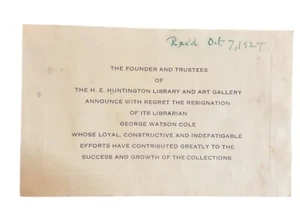 Rec'd Oct 7, 1927
THE FOUNDER AND TRUSTEES
OF
THE H. E. HUNTINGTON LIBRARY AND ART GALLERY
ANNOUNCE WITH REGRET THE RESIGNATION
OF ITS LIBRARIAN
GEORGE WATSON COLE
WHOSE LOYAL, CONSTRUCTIVE AND INDEFATIGABLE
EFFORTS HAVE CONTRIBUTED GREATLY TO THE
SUCCESS AND GROWTH OF THE COLLECTIONS